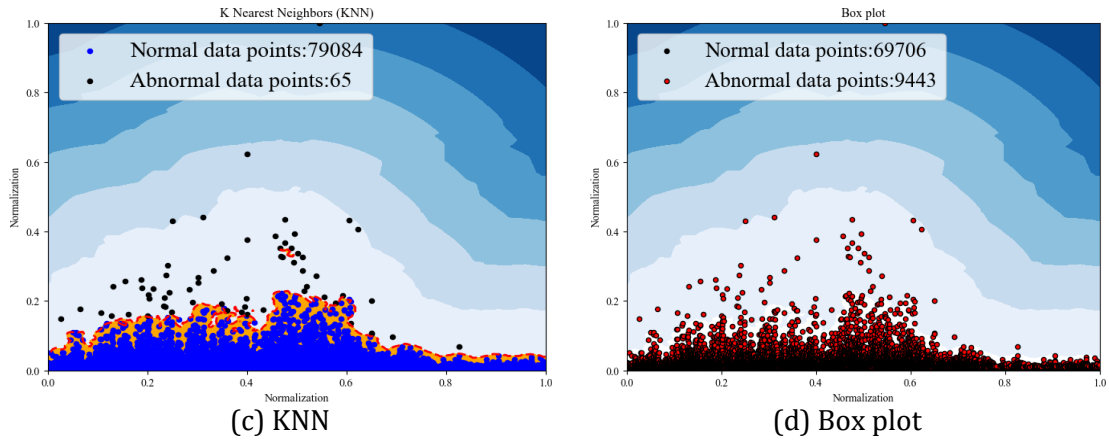 K Nearest Neighbors (KNN)
Normal data points:79084
Abnormal data points:65
1.0
0.8
0.6
0.4
0.2
0.0
Normalization
0.0
0.2
0.4
0.6
0.8
1.0
Normalization
(c) KNN
Box plot
Normal data points:69706
Abnormal data points:9443
1.0
0.8
0.6
0.4
0.2
0.0
Normalization
0.0
0.2
0.4
0.6
0.8
1.0
Normalization
(d) Box plot